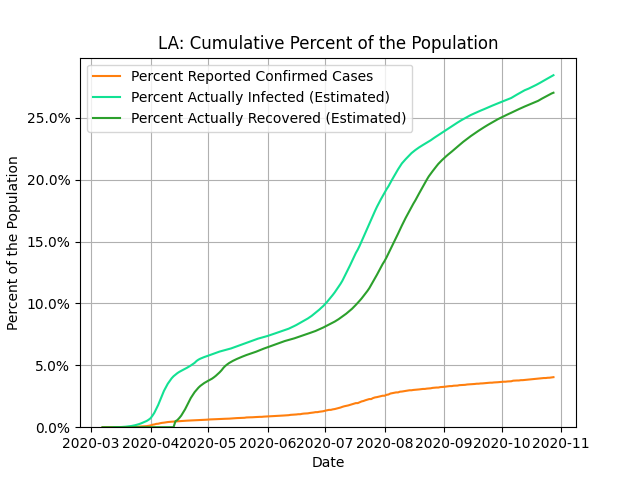 LA: Cumulative Percent of the Population
Percent Reported Confirmed Cases
Percent Actually Infected (Estimated)
Percent Actually Recovered (Estimated)
Percent of the Population
25.0%
20.0%
15.0%
10.0%
5.0%
0.0%
2020-03 2020-04 2020-05 2020-06 2020-07 2020-08 2020-09 2020-10 2020-11
Date